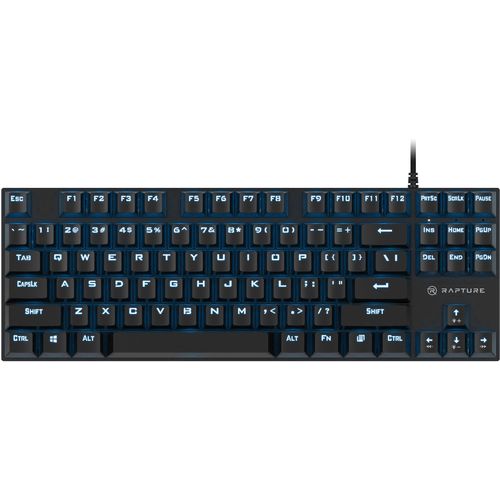 Esc F1 F2 F3 F4 F5 F6 F7 F8 F9 F10 F11 F12 PrtSc ScrLk Pause
`~ 1! 2@ 3# 4$ 5% 6^ 7& 8* 9( 0) -- =+ ← Ins Home PgUp
Tab Q W E R T Y U I O P [{ ]} \| Del End PgDn
CapsLk A S D F G H J K L ;: '" ← RAPTURE
Shift Z X C V B N M ,< .> /? Shift ↑
Ctrl Alt Alt Fn Ctrl ← ↓ →